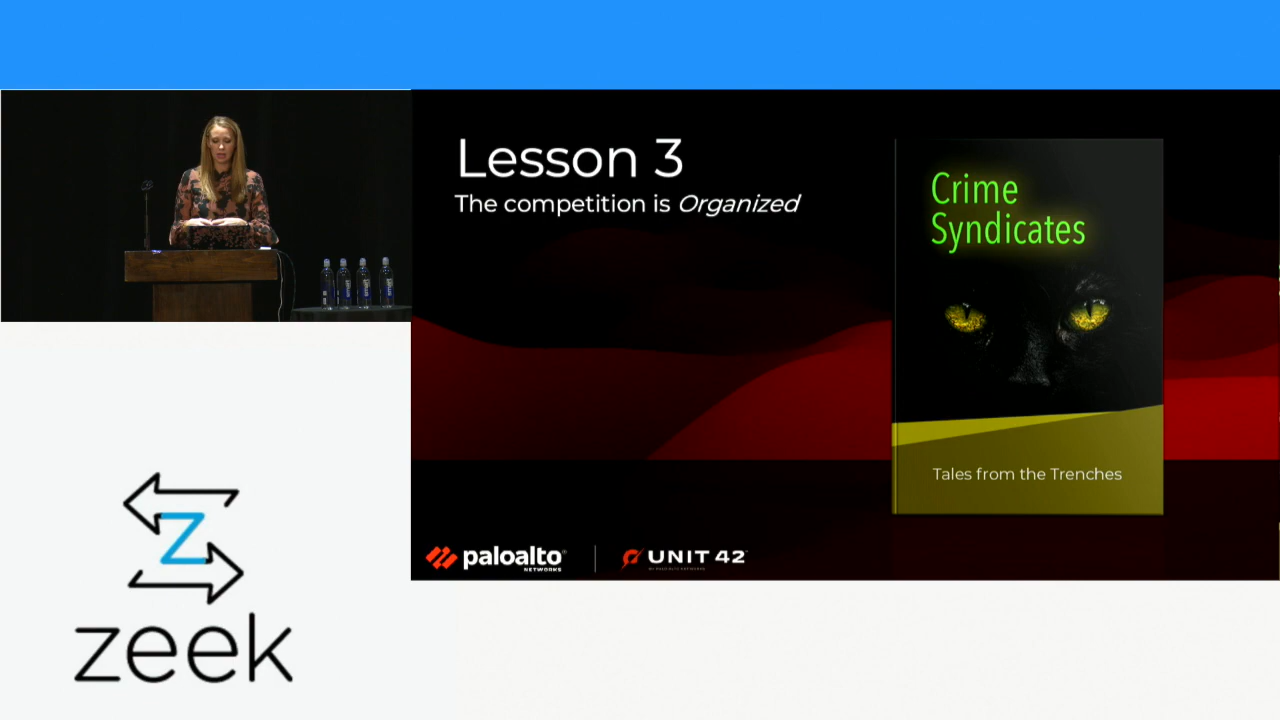 Lesson 3
The competition is Organized
Crime
Syndicates
Tales from the Trenches
paloalto
NETWORKS
UNIT 42
Z
zeek